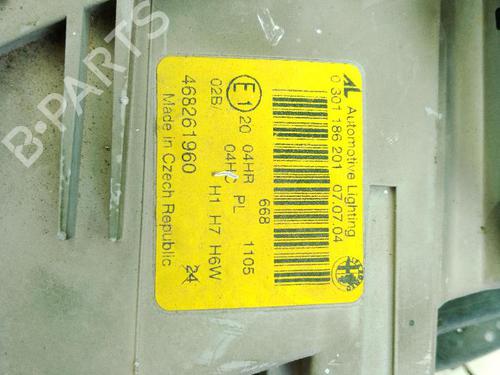 AL Automotive Lighting
0 301 186 201 07.07.04
E1 20 04HR 668
02B/ 04HC PL 1105
H1 H7 H6W
468261960 24
Made in Czech Republic
B-PARTS